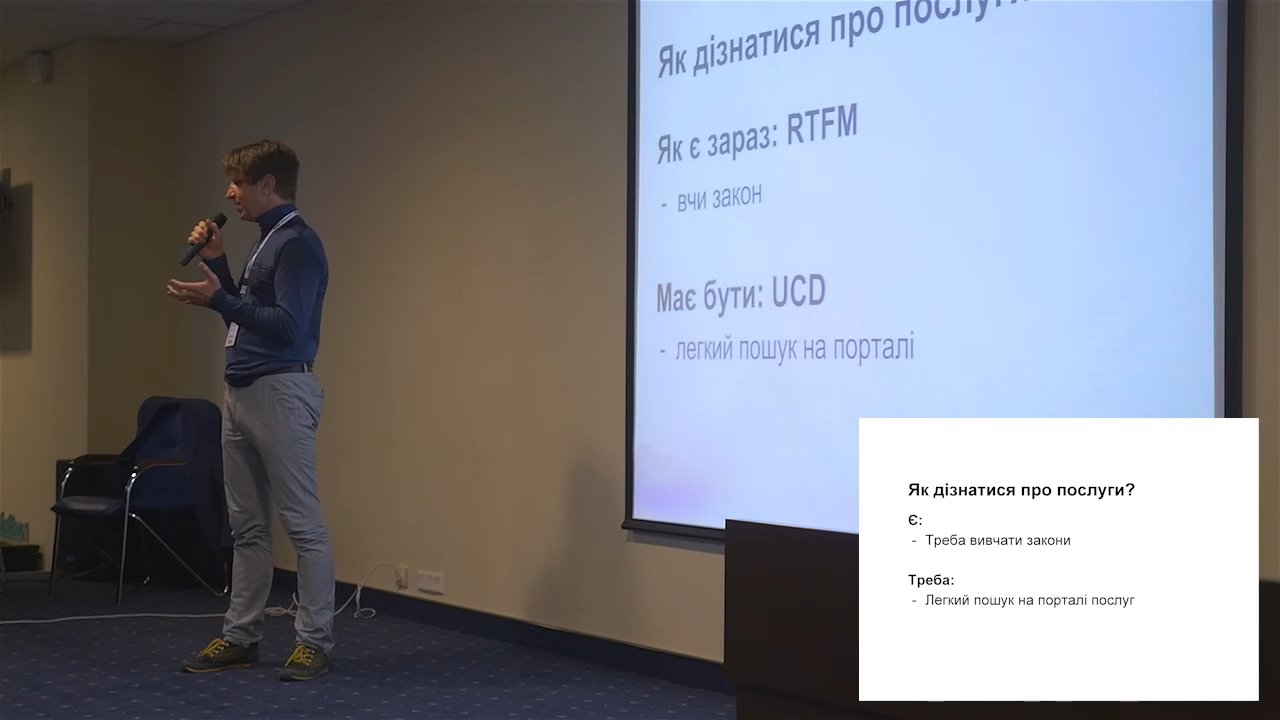 Як дізнатися про послуги?
Як є зараз: RTFM
- вчи закон
Має бути: UCD
- легкий пошук на порталі
Як дізнатися про послуги?
Є:
- Треба вивчати закони
Треба:
- Легкий пошук на порталі послуг